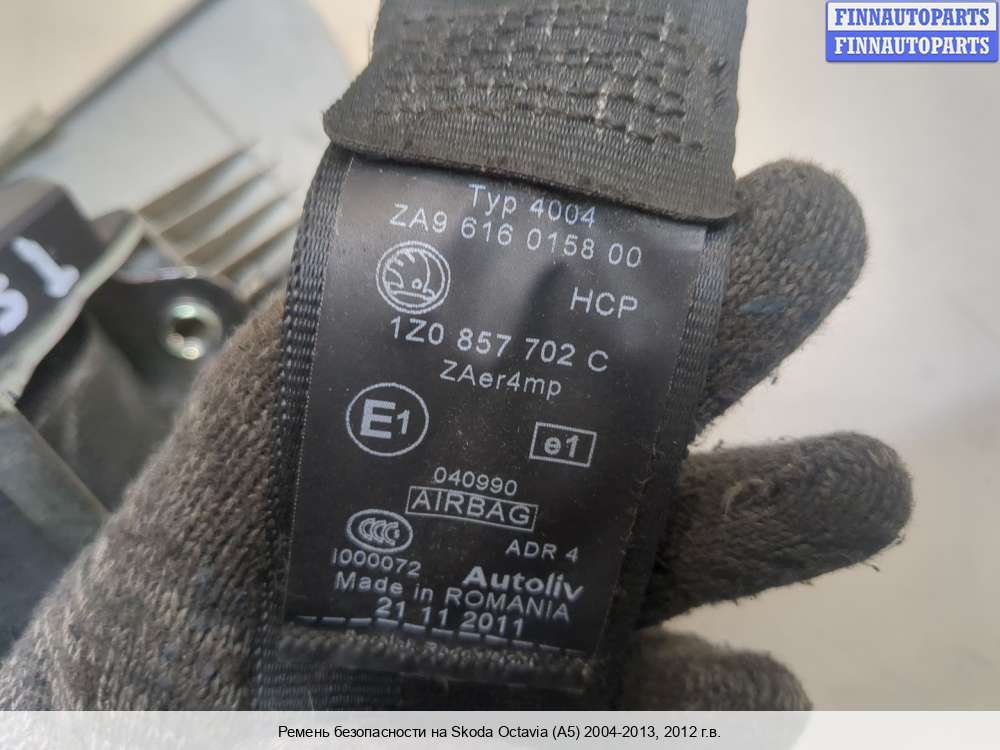 FINNAUTOPARTS
FINNAUTOPARTS
Typ 4004
ZA9 616 0158 00
HCP
1Z0 857 702 C
ZAer4mp
E1
e1
040990
AIRBAG
CCC
ADR 4
I000072
Autoliv
Made in ROMANIA
21 11 2011
Ремень безопасности на Skoda Octavia (A5) 2004-2013, 2012 г.в.